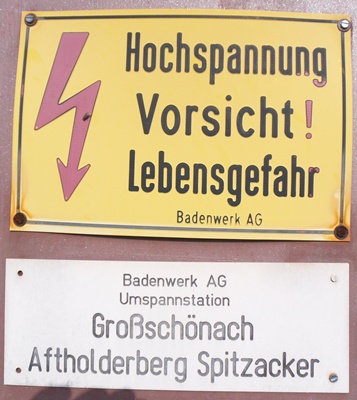 Hochspannung
Vorsicht!
Lebensgefahr
Badenwerk AG
Badenwerk AG
Umspannstation
Großschönach
Aftholderberg Spitzacker